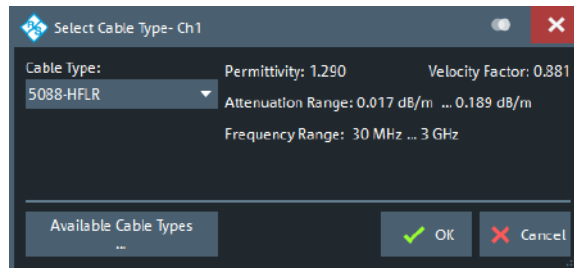 Select Cable Type- Ch1
Cable Type:
5088-HFLR
Permittivity: 1.290 Velocity Factor: 0.881
Attenuation Range: 0.017 dB/m ... 0.189 dB/m
Frequency Range: 30 MHz ... 3 GHz
Available Cable Types
...
OK
Cancel